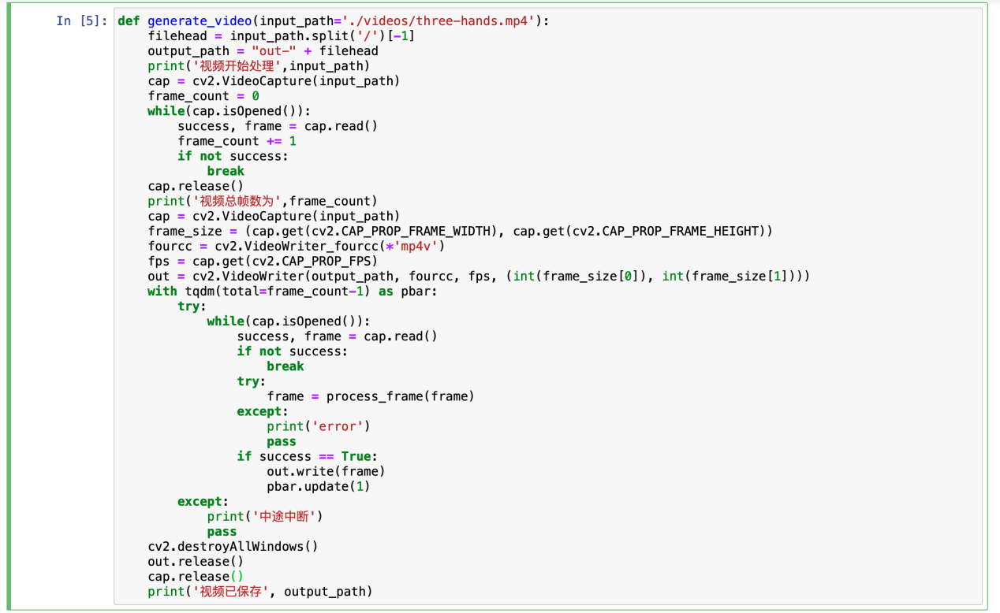 In [5]: def generate_video(input_path='./videos/three-hands.mp4'):
    filehead = input_path.split('/')[-1]
    output_path = "out-" + filehead
    print('视频开始处理',input_path)
    cap = cv2.VideoCapture(input_path)
    frame_count = 0
    while(cap.isOpened()):
        success, frame = cap.read()
        frame_count += 1
        if not success:
            break
    cap.release()
    print('视频总帧数为',frame_count)
    cap = cv2.VideoCapture(input_path)
    frame_size = (cap.get(cv2.CAP_PROP_FRAME_WIDTH), cap.get(cv2.CAP_PROP_FRAME_HEIGHT))
    fourcc = cv2.VideoWriter_fourcc(*'mp4v')
    fps = cap.get(cv2.CAP_PROP_FPS)
    out = cv2.VideoWriter(output_path, fourcc, fps, (int(frame_size[0]), int(frame_size[1])))
    with tqdm(total=frame_count-1) as pbar:
        try:
            while(cap.isOpened()):
                success, frame = cap.read()
                if not success:
                    break
                try:
                    frame = process_frame(frame)
                except:
                    print('error')
                    pass
                if success == True:
                    out.write(frame)
                    pbar.update(1)
        except:
            print('中途中断')
            pass
    cv2.destroyAllWindows()
    out.release()
    cap.release()
    print('视频已保存', output_path)